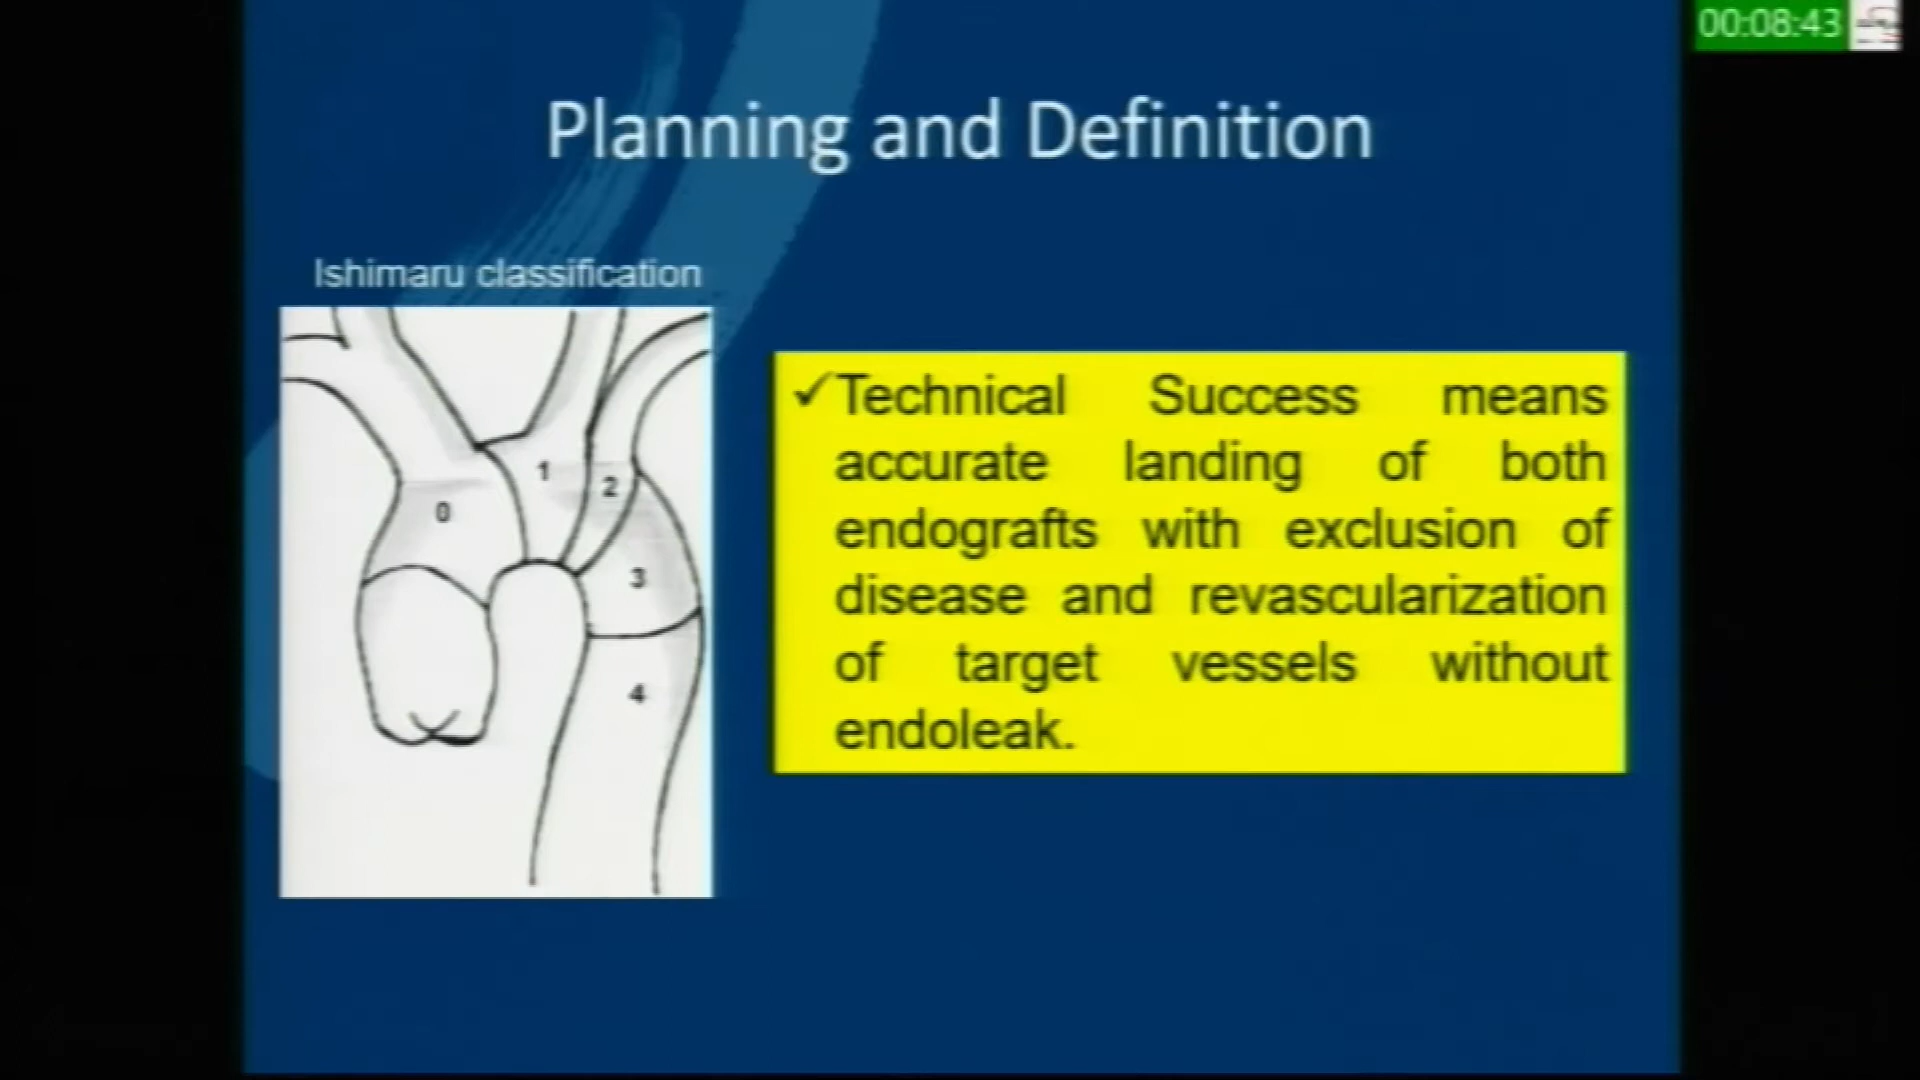 00:08:43
Planning and Definition
Ishimaru classification
0
1
2
3
4
✓Technical Success means
accurate landing of both
endografts with exclusion of
disease and revascularization
of target vessels without
endoleak.